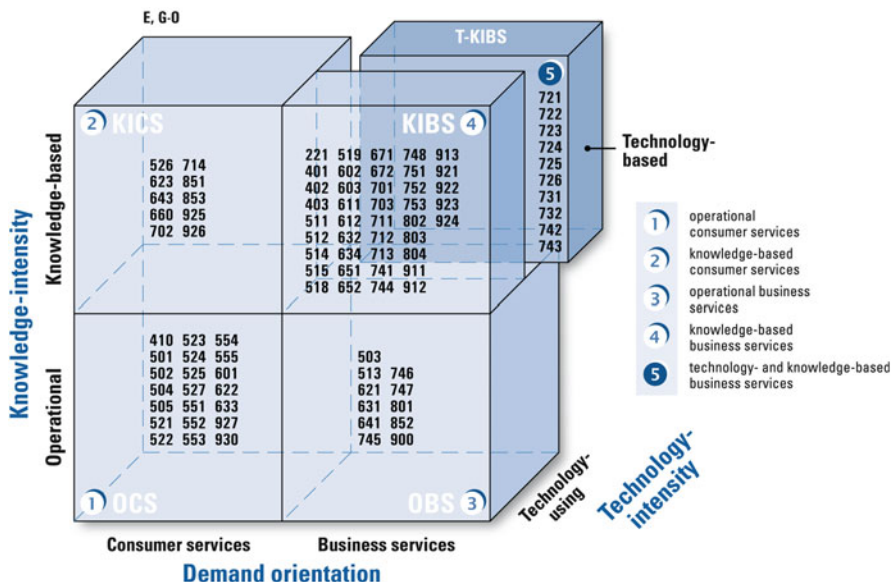 E, G-O
T-KIBS
5
2 KICS
KIBS 4
721
722
723
724
725
726
731
732
742
743
Technology-
based
526 714
623 851
643 853
660 925
702 926
221 519 671 748 913
401 602 672 751 921
402 603 701 752 922
403 611 703 753 923
511 612 711 802 924
512 632 712 803
514 634 713 804
515 651 741 911
518 652 744 912
Knowledge-intensity
Knowledge-based
Operational
410 523 554
501 524 555
502 525 601
504 527 622
505 551 633
521 552 927
522 553 930
503
513 746
621 747
631 801
641 852
745 900
1 OCS
OBS 3
Technology-
using
Technology-
intensity
Consumer services
Business services
Demand orientation
1 operational
consumer services
2 knowledge-based
consumer services
3 operational business
services
4 knowledge-based
business services
5 technology- and knowledge-based
business services